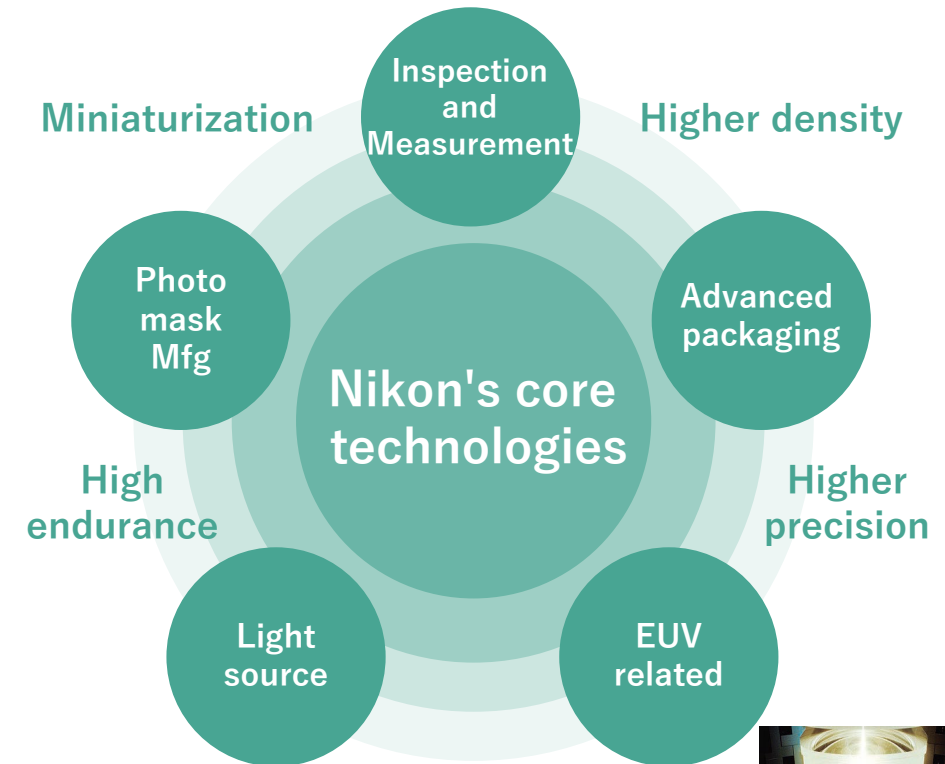 Inspection
and
Measurement
Miniaturization
Higher density
Photo
mask
Mfg
Advanced
packaging
Nikon's core
technologies
High
endurance
Higher
precision
Light
source
EUV
related